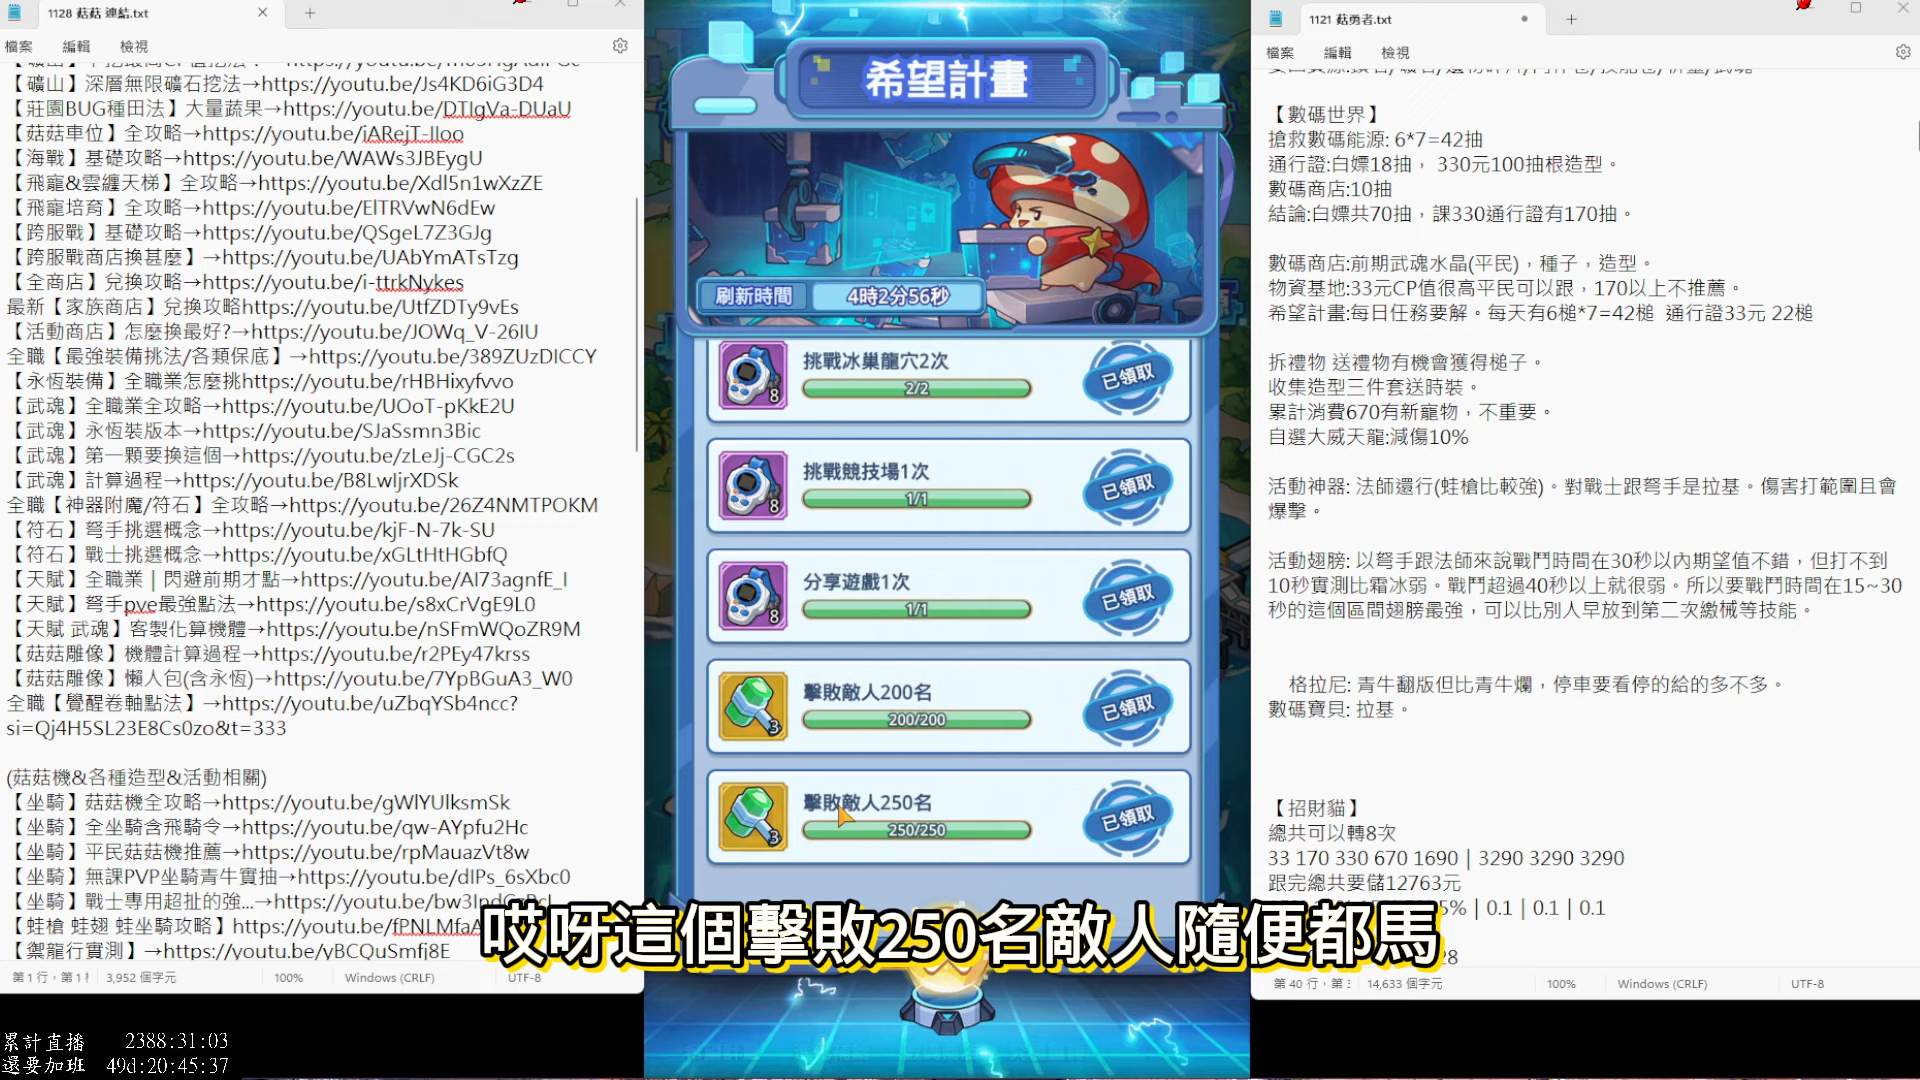 1128 菇菇 連結.txt
檔案 編輯 檢視
【礦山】深層無限礦石挖法→https://youtu.be/Js4KD6iG3D4
【莊園BUG種田法】大量蔬果→https://youtu.be/DTlgVa-DUaU
【菇菇車位】全攻略→https://youtu.be/iARejT-lloo
【海戰】基礎攻略→https://youtu.be/WAWs3JBEygU
【飛寵&雲纏天梯】全攻略→https://youtu.be/Xdl5n1wXzZE
【飛寵培育】全攻略→https://youtu.be/ElTRVwN6dEw
【跨服戰】基礎攻略→https://youtu.be/QSgeL7Z3GJg
【跨服戰商店換甚麼】→https://youtu.be/UAbYmATsTzg
【全商店】兌換攻略→https://youtu.be/i-ttrkNykes
最新【家族商店】兌換攻略https://youtu.be/UtfZDTy9vEs
【活動商店】怎麼換最好?→https://youtu.be/JOWq_V-26IU
全職【最強裝備挑法/各類保底】→https://youtu.be/389ZUzDICCY
【永恆裝備】全職業怎麼挑https://youtu.be/rHBHixyfvvo
【武魂】全職業全攻略→https://youtu.be/UOoT-pKkE2U
【武魂】永恆裝版本→https://youtu.be/SJaSsmn3Bic
【武魂】第一顆要換這個→https://youtu.be/zLeJj-CGC2s
【武魂】計算過程→https://youtu.be/B8LwljrXDSk
全職【神器附魔/符石】全攻略→https://youtu.be/26Z4NMTPOKM
【符石】弩手挑選概念→https://youtu.be/kjF-N-7k-SU
【符石】戰士挑選概念→https://youtu.be/xGLtHtHGbfQ
【天賦】全職業｜閃避前期才點→https://youtu.be/Al73agnfE_I
【天賦】弩手pve最強點法→https://youtu.be/s8xCrVgE9L0
【天賦 武魂】客製化算機體→https://youtu.be/nSFmWQoZR9M
【菇菇雕像】機體計算過程→https://youtu.be/r2PEy47krss
【菇菇雕像】懶人包(含永恆)→https://youtu.be/7YpBGuA3_W0
全職【覺醒卷軸點法】→https://youtu.be/uZbqYSb4ncc?
si=Qj4H5SL23E8Cs0zo&t=333
(菇菇機&各種造型&活動相關)
【坐騎】菇菇機全攻略→https://youtu.be/gWlYUlksmSk
【坐騎】全坐騎含飛騎令→https://youtu.be/qw-AYpfu2Hc
【坐騎】平民菇菇機推薦→https://youtu.be/rpMauazVt8w
【坐騎】無課PVP坐騎青牛實抽→https://youtu.be/dIPs_6sXbc0
【坐騎】戰士專用超扯的強...→https://youtu.be/bw3
【蛙槍 蛙翅 蛙坐騎攻略】https://youtu.be/fPNLMfaA
【禦龍行實測】→https://youtu.be/yBCQuSmfj8E
第 1 行，第 1 3,952 個字元 100% Windows (CRLF) UTF-8
累計直播 2388:31:03
還要加班 49d:20:45:37
希望計畫
刷新時間 4時2分56秒
挑戰冰巢龍穴2次
8 2/2 已領取
挑戰競技場1次
8 1/1 已領取
分享遊戲1次
8 1/1 已領取
擊敗敵人200名
3 200/200 已領取
擊敗敵人250名
3 250/250 已領取
哎呀這個擊敗250名敵人隨便都馬
1121 菇勇者.txt
檔案 編輯 檢視
【數碼世界】
搶救數碼能源: 6*7=42抽
通行證:白嫖18抽， 330元100抽根造型。
數碼商店:10抽
結論:白嫖共70抽，課330通行證有170抽。
數碼商店:前期武魂水晶(平民)，種子，造型。
物資基地:33元CP值很高平民可以跟，170以上不推薦。
希望計畫:每日任務要解。每天有6槌*7=42槌 通行證33元 22槌
拆禮物 送禮物有機會獲得槌子。
收集造型三件套送時裝。
累計消費670有新寵物，不重要。
自選大威天龍:減傷10%
活動神器: 法師還行(蛙槍比較強)。對戰士跟弩手是拉基。傷害打範圍且會
爆擊。
活動翅膀: 以弩手跟法師來說戰鬥時間在30秒以內期望值不錯，但打不到
10秒實測比霜冰弱。戰鬥超過40秒以上就很弱。所以要戰鬥時間在15~30
秒的這個區間翅膀最強，可以比別人早放到第二次繳械等技能。
格拉尼: 青牛翻版但比青牛爛，停車要看停的給的多不多。
數碼寶貝: 拉基。
【招財貓】
總共可以轉8次
33 170 330 670 1690 | 3290 3290 3290
跟完總共要儲12763元
5% | 0.1 | 0.1 | 0.1
第 40 行，第 14,633 個字元 100% Windows (CRLF) UTF-8